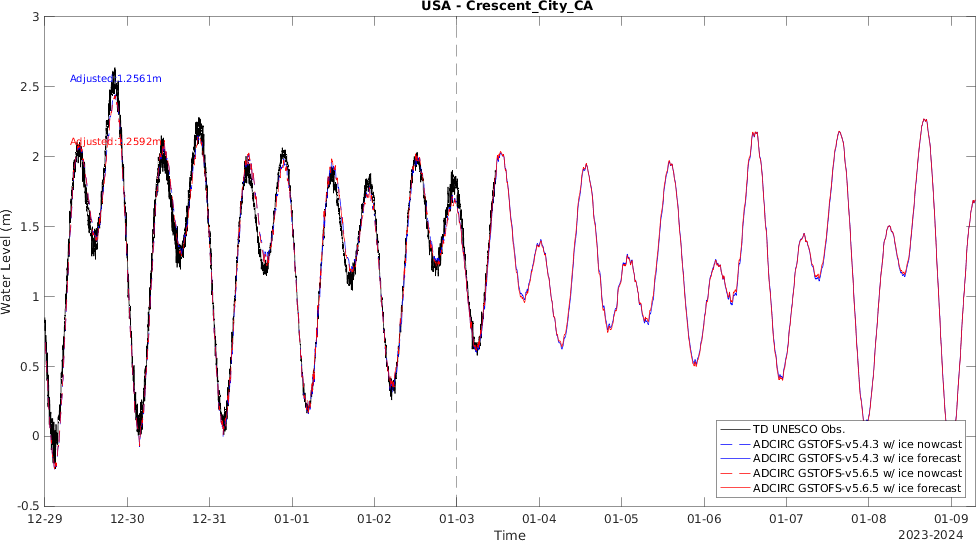 USA - Crescent_City_CA
3
2.5
2
1.5
1
0.5
0
-0.5
Water Level (m)
Adjusted:1.2561m
Adjusted:1.2592m
TD UNESCO Obs.
ADCIRC GSTOFS-v5.4.3 w/ ice nowcast
ADCIRC GSTOFS-v5.4.3 w/ ice forecast
ADCIRC GSTOFS-v5.6.5 w/ ice nowcast
ADCIRC GSTOFS-v5.6.5 w/ ice forecast
12-29 12-30 12-31 01-01 01-02 01-03 01-04 01-05 01-06 01-07 01-08 01-09
Time
2023-2024